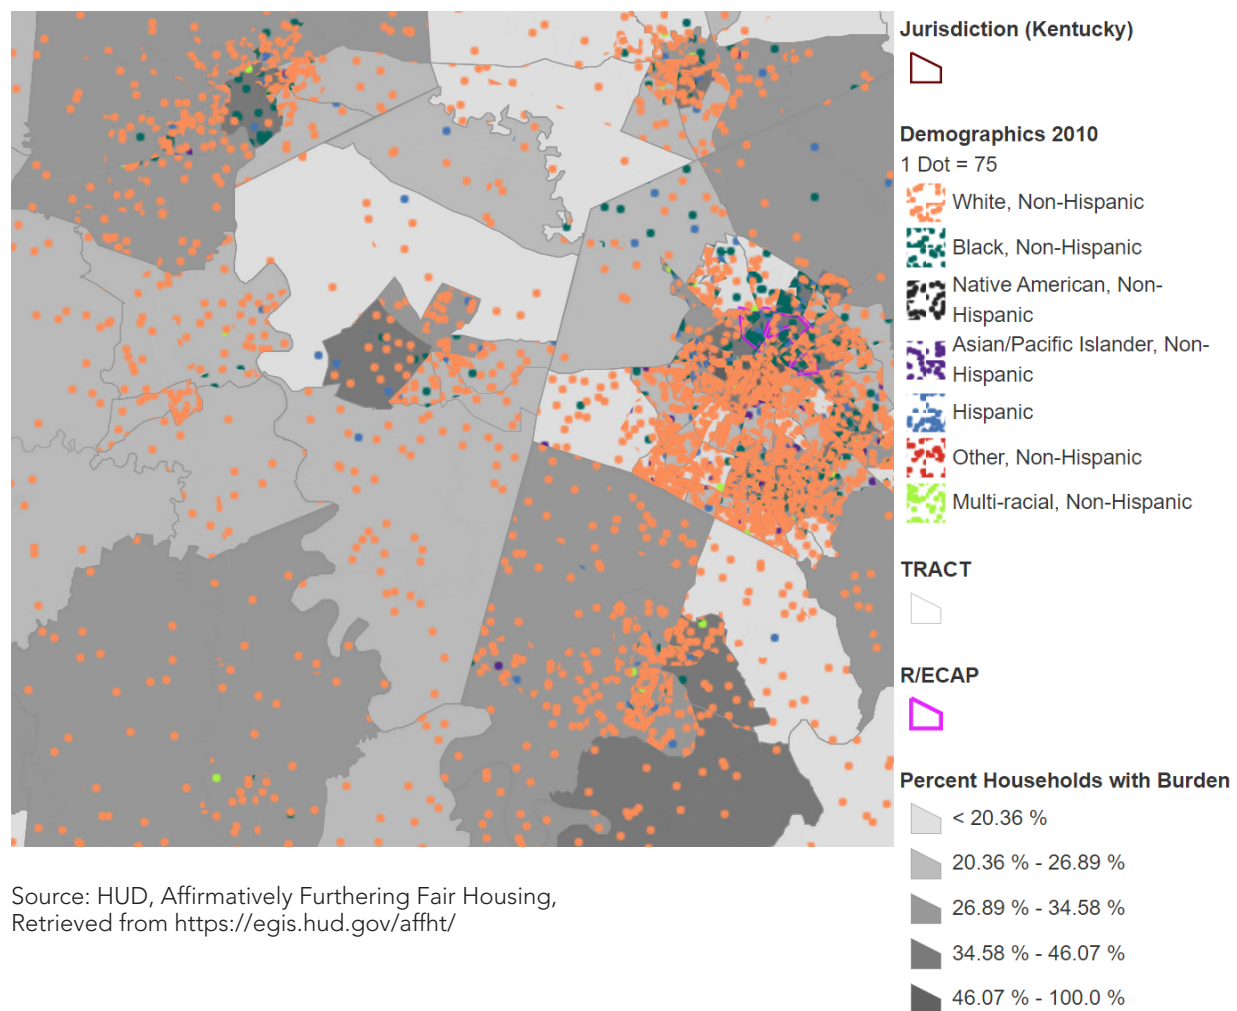 Jurisdiction (Kentucky)
Demographics 2010
1 Dot = 75
White, Non-Hispanic
Black, Non-Hispanic
Native American, Non-
Hispanic
Asian/Pacific Islander, Non-
Hispanic
Hispanic
Other, Non-Hispanic
Multi-racial, Non-Hispanic
TRACT
R/ECAP
Percent Households with Burden
< 20.36 %
20.36 % - 26.89 %
26.89 % - 34.58 %
34.58 % - 46.07 %
46.07 % - 100.0 %
Source: HUD, Affirmatively Furthering Fair Housing,
Retrieved from https://egis.hud.gov/affht/